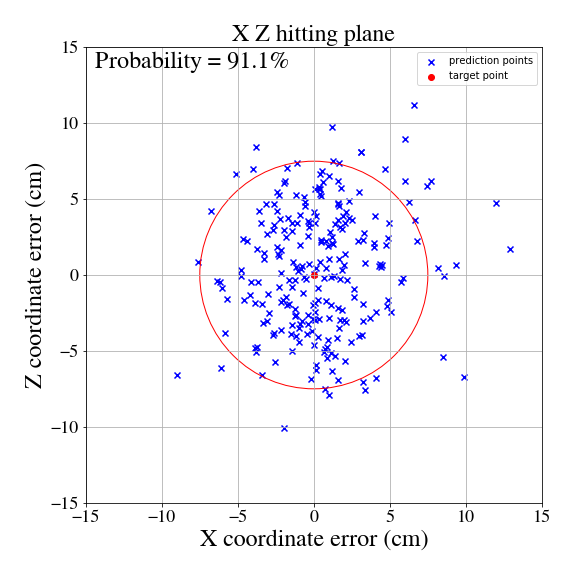 X Z hitting plane
Probability = 91.1%
prediction points
target point
15
10
5
0
−5
−10
−15
Z coordinate error (cm)
−15 −10 −5 0 5 10 15
X coordinate error (cm)